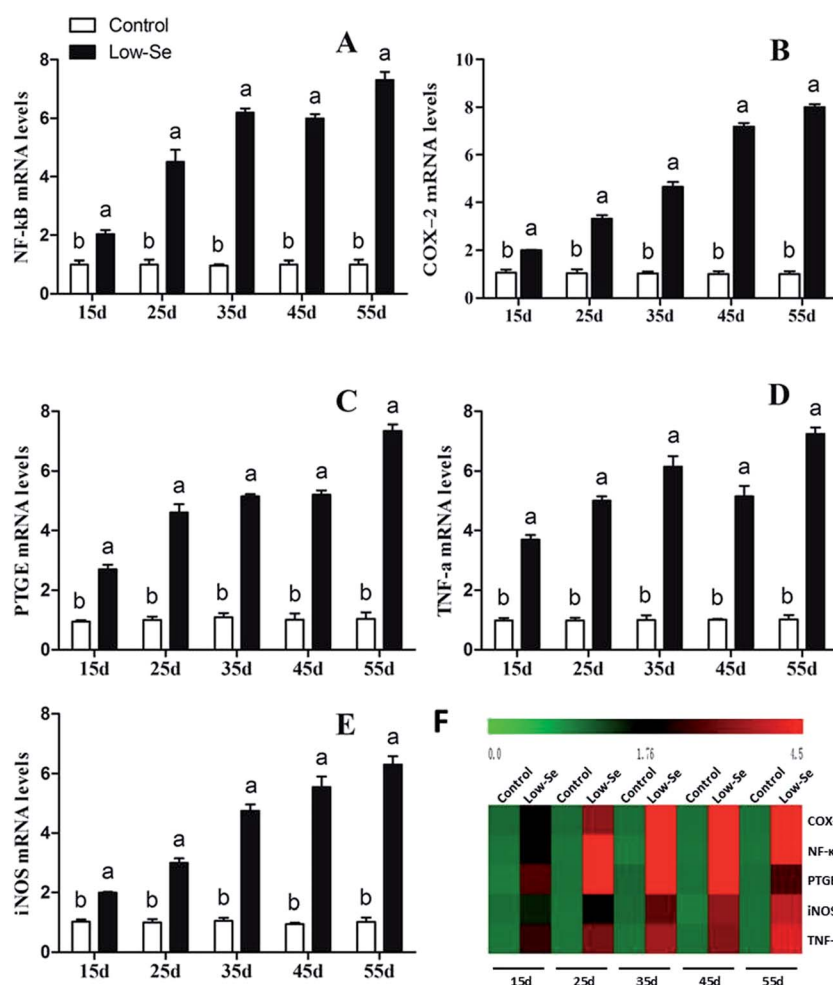 Control
Low-Se
A
NF-kB mRNA levels
8
6
4
2
0
a
a
a
a
a
b
b
b
b
b
15d 25d 35d 45d 55d
B
COX-2 mRNA levels
10
8
6
4
2
0
a
a
a
a
a
b
b
b
b
b
15d 25d 35d 45d 55d
C
PTGE mRNA levels
8
6
4
2
0
a
a
a
a
a
b
b
b
b
b
15d 25d 35d 45d 55d
D
TNF-a mRNA levels
8
6
4
2
0
a
a
a
a
a
b
b
b
b
b
15d 25d 35d 45d 55d
E
iNOS mRNA levels
8
6
4
2
0
a
a
a
a
a
b
b
b
b
b
15d 25d 35d 45d 55d
F
0.0 1.76 4.5
Control Low-Se Control Low-Se Control Low-Se Control Low-Se Control Low-Se
COX
NF-κ
PTGE
iNOS
TNF-
15d 25d 35d 45d 55d